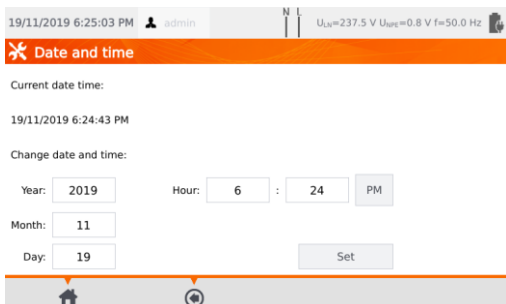 19/11/2019 6:25:03 PM admin N L ULN=237.5 V UNPE=0.8 V f=50.0 Hz
Date and time
Current date time:
19/11/2019 6:24:43 PM
Change date and time:
Year: 2019 Hour: 6 : 24 PM
Month: 11
Day: 19 Set